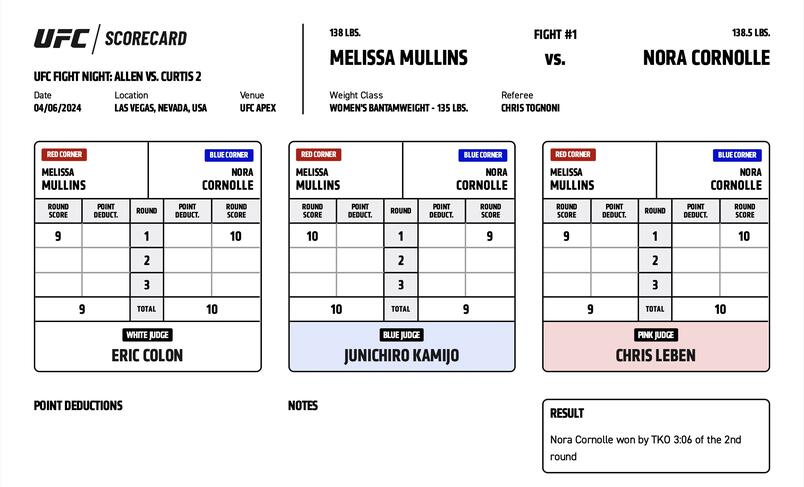 UFC SCORECARD
UFC FIGHT NIGHT: ALLEN VS. CURTIS 2
Date Location Venue
04/06/2024 LAS VEGAS, NEVADA, USA UFC APEX
138 LBS. FIGHT #1 138.5 LBS.
MELISSA MULLINS VS. NORA CORNOLLE
Weight Class Referee
WOMEN'S BANTAMWEIGHT - 135 LBS. CHRIS TOGNONI
RED CORNER BLUE CORNER
MELISSA NORA
MULLINS CORNOLLE
ROUND POINT ROUND POINT ROUND
SCORE DEDUCT. DEDUCT. SCORE
9 1 10
2
3
9 TOTAL 10
WHITE JUDGE
ERIC COLON
RED CORNER BLUE CORNER
MELISSA NORA
MULLINS CORNOLLE
ROUND POINT ROUND POINT ROUND
SCORE DEDUCT. DEDUCT. SCORE
10 1 9
2
3
10 TOTAL 9
BLUE JUDGE
JUNICHIRO KAMIJO
RED CORNER BLUE CORNER
MELISSA NORA
MULLINS CORNOLLE
ROUND POINT ROUND POINT ROUND
SCORE DEDUCT. DEDUCT. SCORE
9 1 10
2
3
9 TOTAL 10
PINK JUDGE
CHRIS LEBEN
POINT DEDUCTIONS
NOTES
RESULT
Nora Cornolle won by TKO 3:06 of the 2nd
round